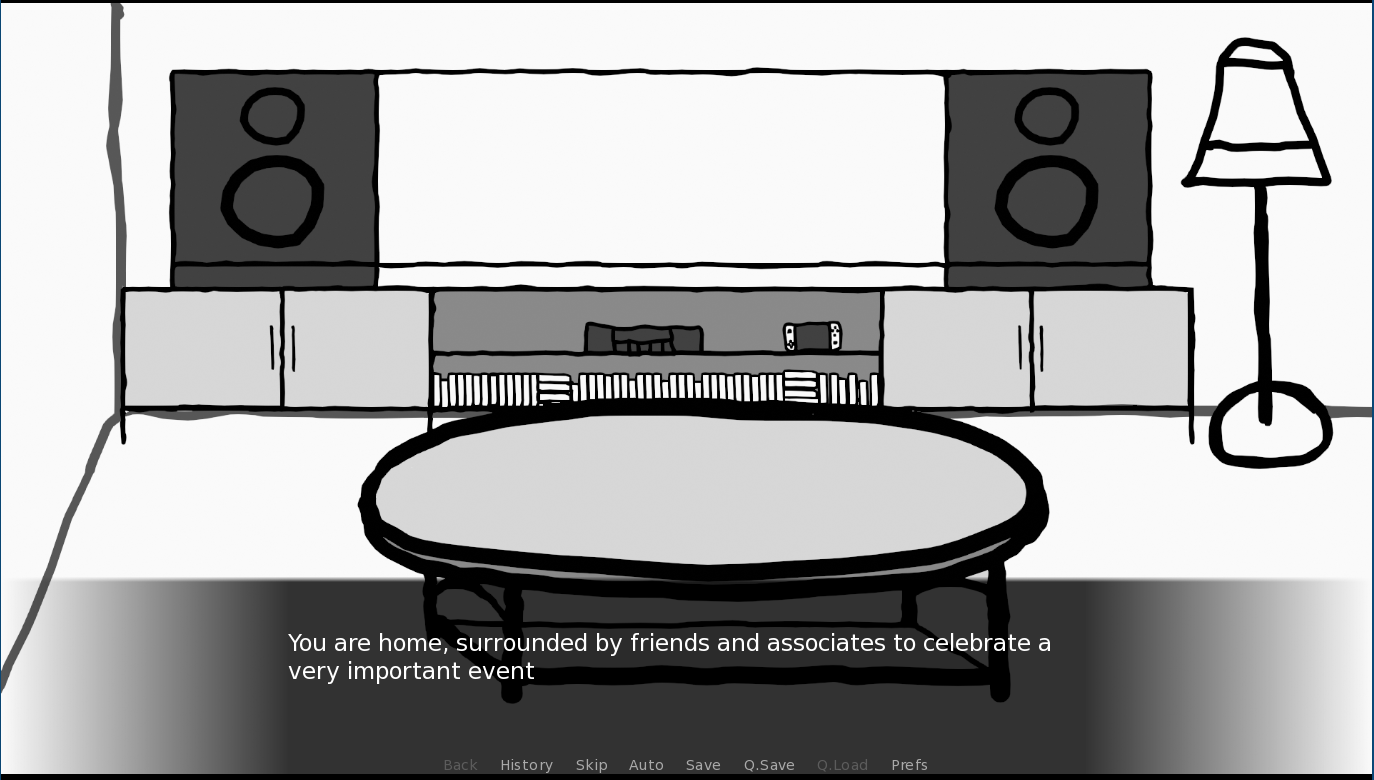 You are home, surrounded by friends and associates to celebrate a
very important event
Back History Skip Auto Save Q.Save Q.Load Prefs